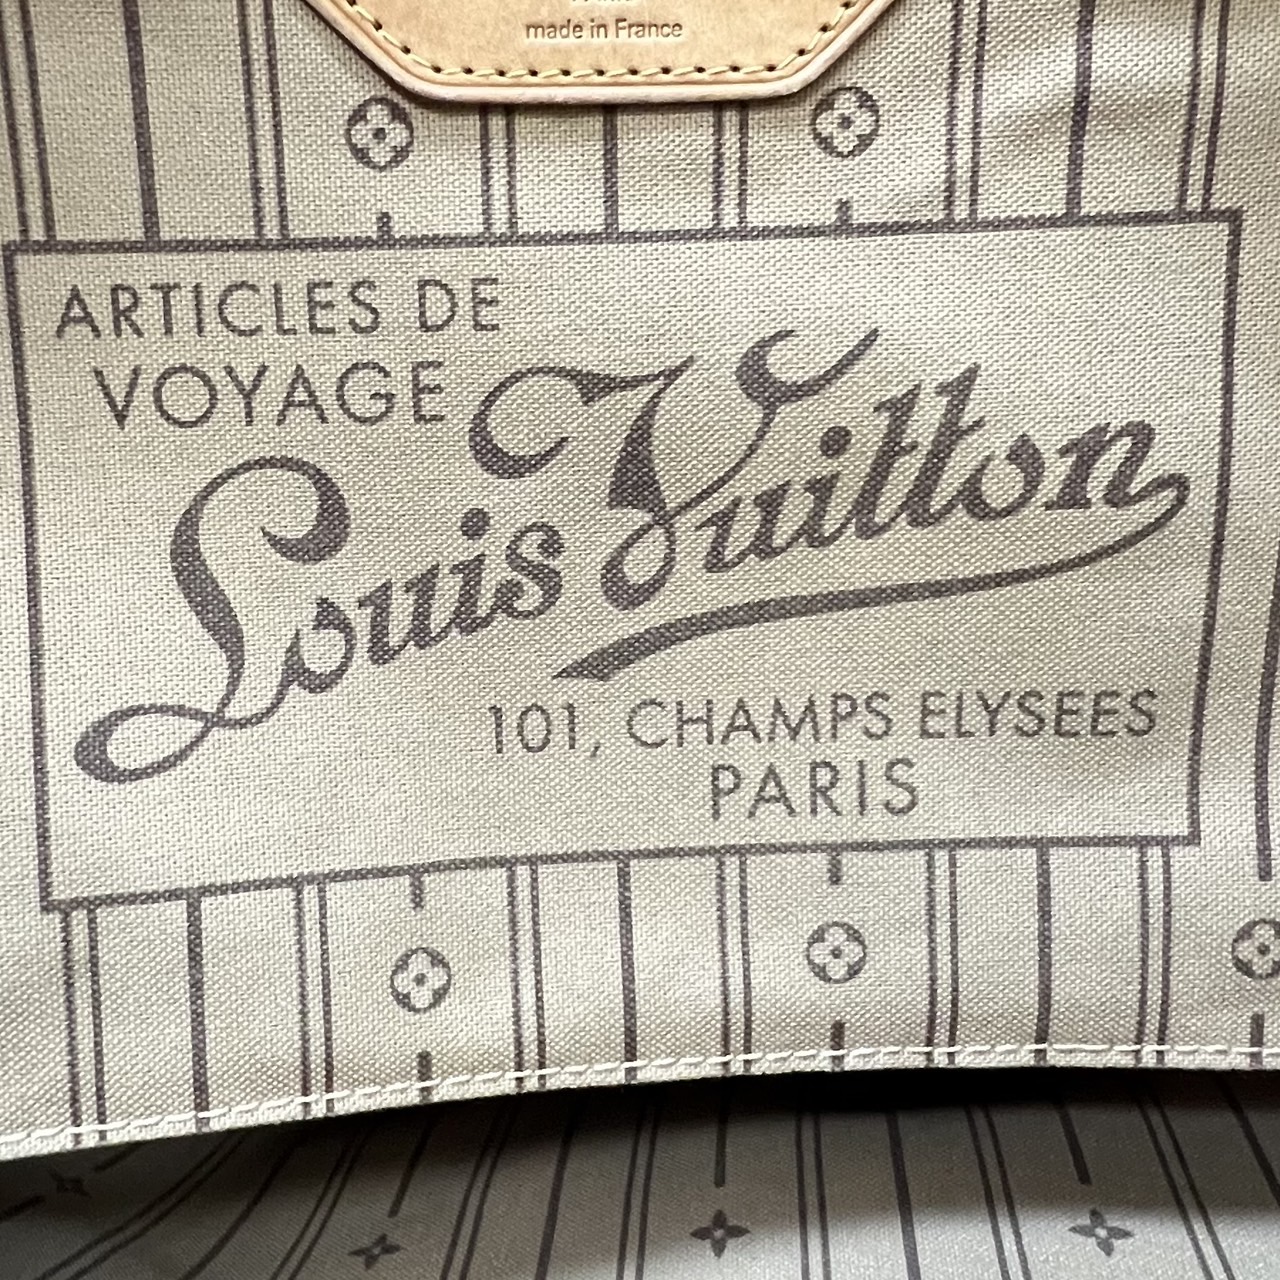 made in France
ARTICLES DE
VOYAGE
Louis Vuitton
101, CHAMPS ELYSEES
PARIS